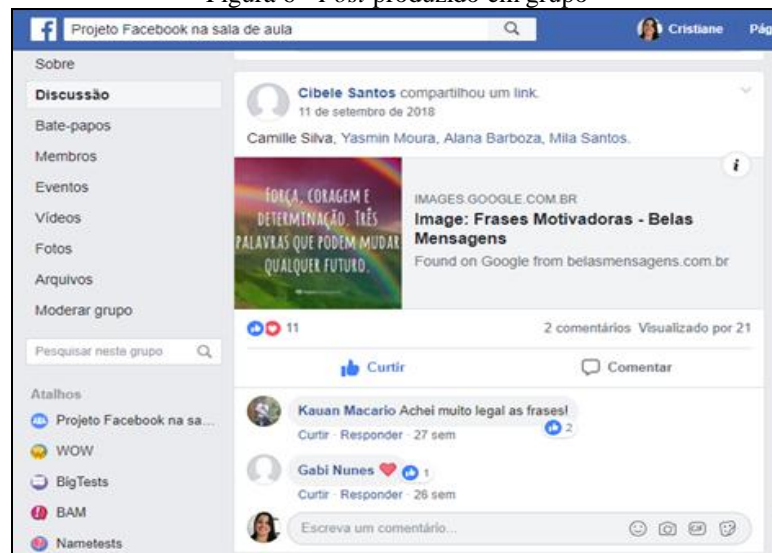 Figura 6 - Post produzido em grupo
Projeto Facebook na sala de aula
Cristiane
Pág
Sobre
Discussão
Bate-papos
Membros
Eventos
Vídeos
Fotos
Arquivos
Moderar grupo
Pesquisar neste grupo
Atalhos
Projeto Facebook na sa...
WOW
BigTests
BAM
Nametests
Cibele Santos compartilhou um link.
11 de setembro de 2018
Camille Silva, Yasmin Moura, Alana Barboza, Mila Santos.
FORÇA, CORAGEM E
DETERMINAÇÃO. TRÊS
PALAVRAS QUE PODEM MUDAR
QUALQUER FUTURO.
IMAGES.GOOGLE.COM.BR
Image: Frases Motivadoras - Belas
Mensagens
Found on Google from belasmensagens.com.br
11
2 comentários Visualizado por 21
Curtir
Comentar
Kauan Macario Achei muito legal as frases!
2
Curtir · Responder · 27 sem
Gabi Nunes
1
Curtir · Responder · 26 sem
Escreva um comentário...
GIF